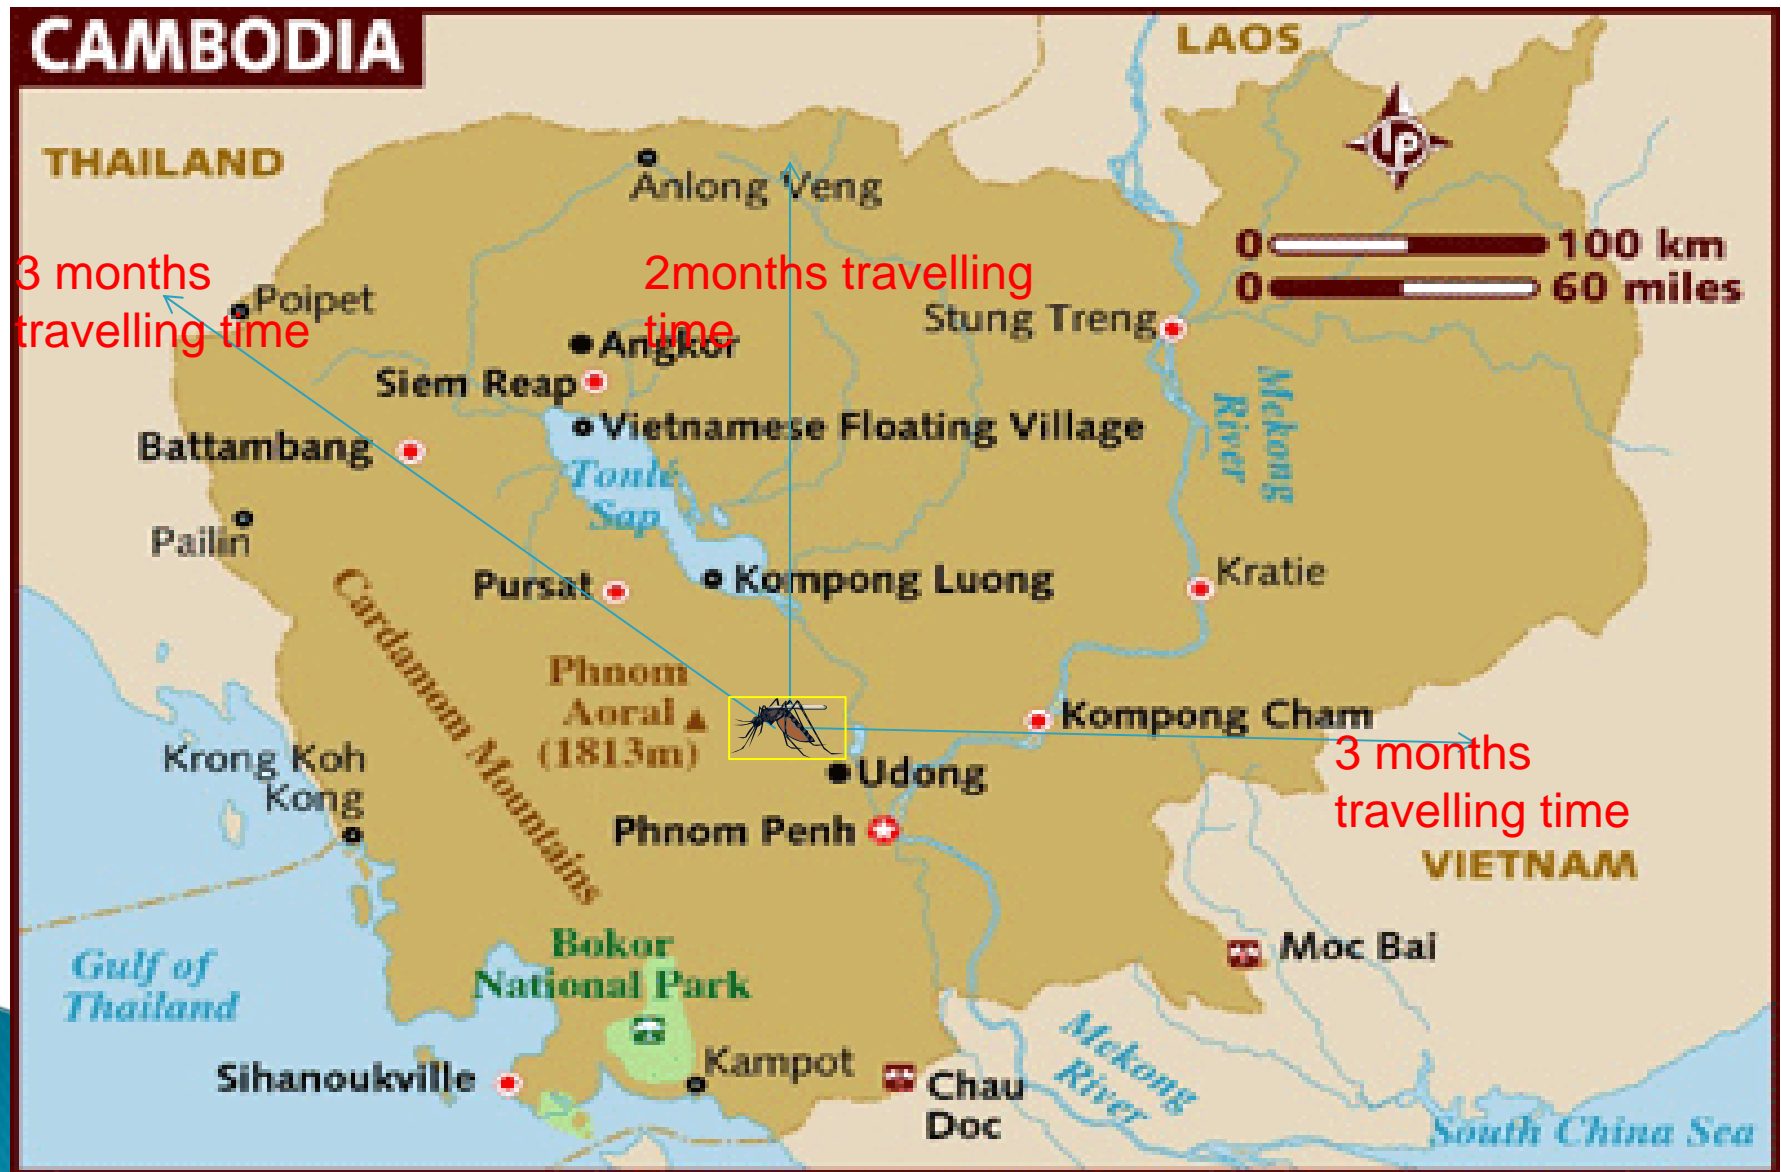 CAMBODIA
LAOS
THAILAND
Anlong Veng
0 100 km
0 60 miles
3 months
travelling time
2months travelling
time
Poipet
Stung Treng
Angkor
Siem Reap
Vietnamese Floating Village
Mekong
River
Battambang
Tonlé
Sap
Pailin
Pursat
Kompong Luong
Kratie
Cardamom Mountains
Phnom
Aoral
(1813m)
Kompong Cham
3 months
travelling time
Krong Koh
Kong
Udong
Phnom Penh
VIETNAM
Bokor
National Park
Moc Bai
Gulf of
Thailand
Mekong
River
Sihanoukville
Kampot
Chau
Doc
South China Sea
LP